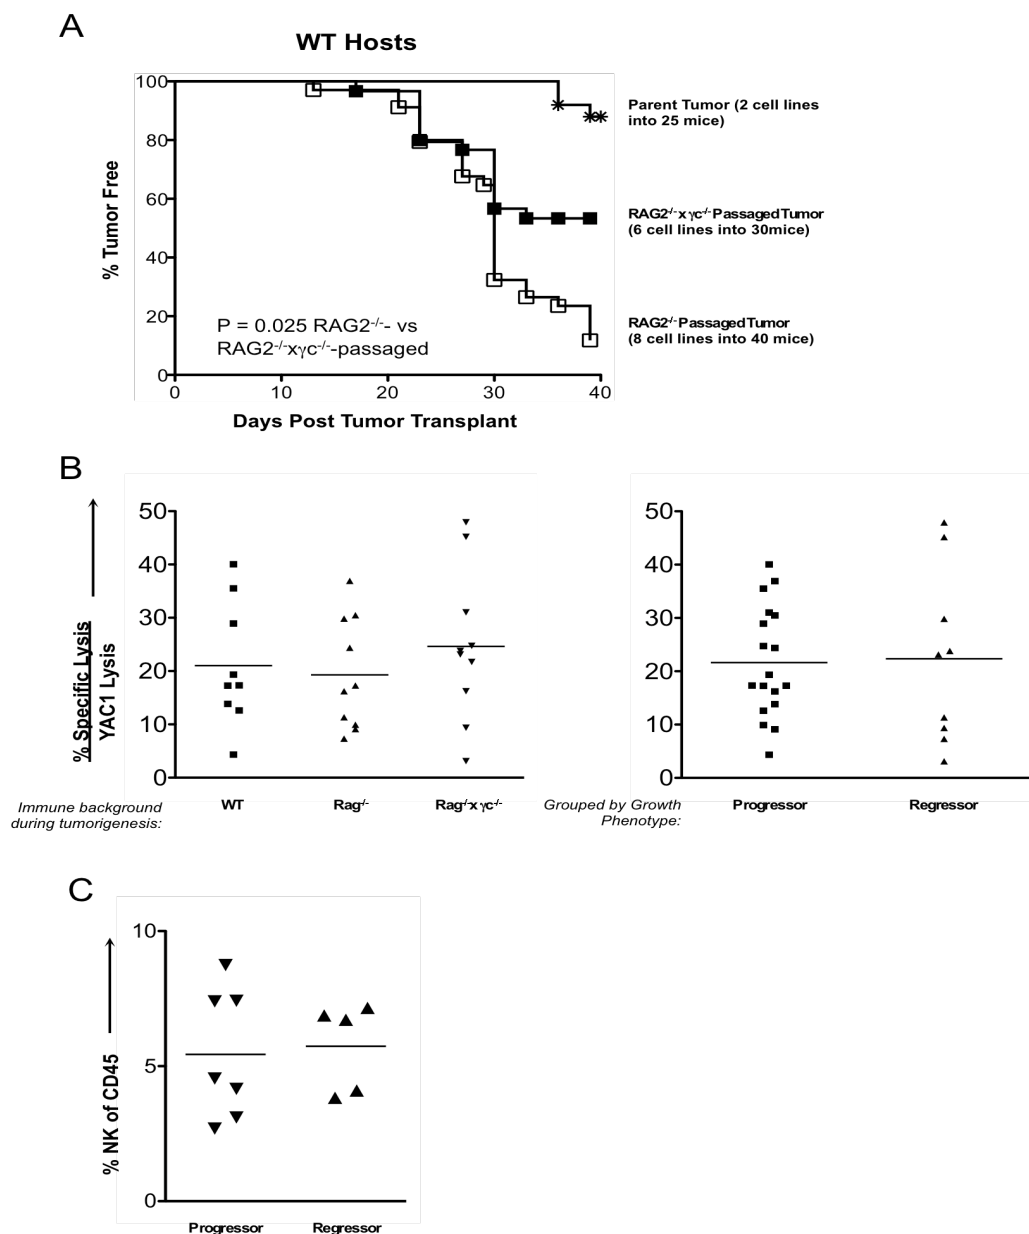 A
WT Hosts
% Tumor Free
100
80
60
40
20
0
0 10 20 30 40
Days Post Tumor Transplant
P = 0.025 RAG2-/-- vs
RAG2-/-xγc-/--passaged
Parent Tumor (2 cell lines
into 25 mice)
RAG2-/-x γc-/-Passaged Tumor
(6 cell lines into 30mice)
RAG2-/-Passaged Tumor
(8 cell lines into 40 mice)
B
% Specific Lysis
YAC1 Lysis
50
40
30
20
10
0
Immune background
during tumorigenesis:
WT Rag-/- Rag-/-x γc-/-
50
40
30
20
10
0
Grouped by Growth
Phenotype:
Progressor Regressor
C
% NK of CD45
10
5
0
Progressor Regressor